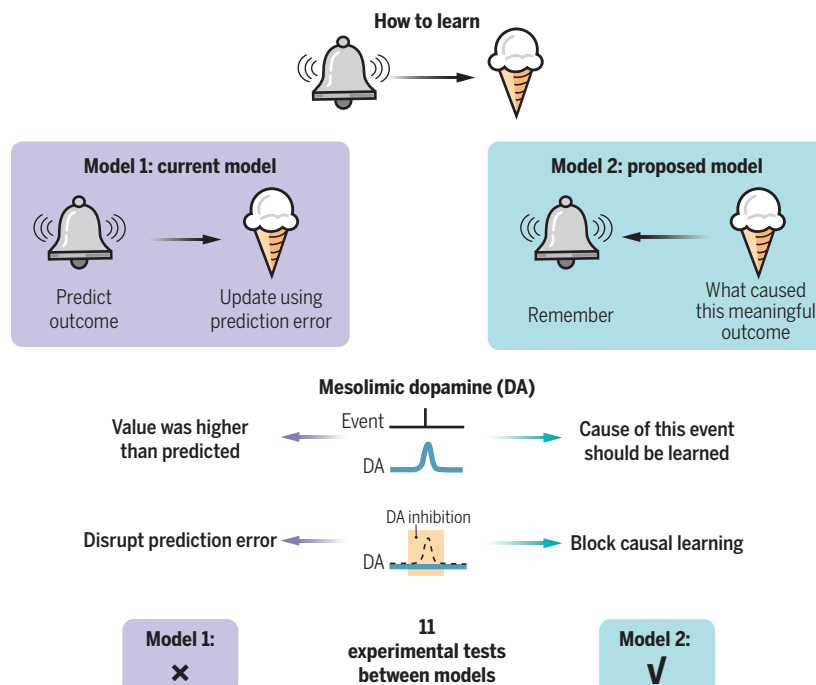 How to learn
Model 1: current model
Predict
outcome
Update using
prediction error
Model 2: proposed model
Remember
What caused
this meaningful
outcome
Mesolimic dopamine (DA)
Value was higher
than predicted
Event
DA
Cause of this event
should be learned
Disrupt prediction error
DA inhibition
DA
Block causal learning
Model 1:
×
11
experimental tests
between models
Model 2:
√